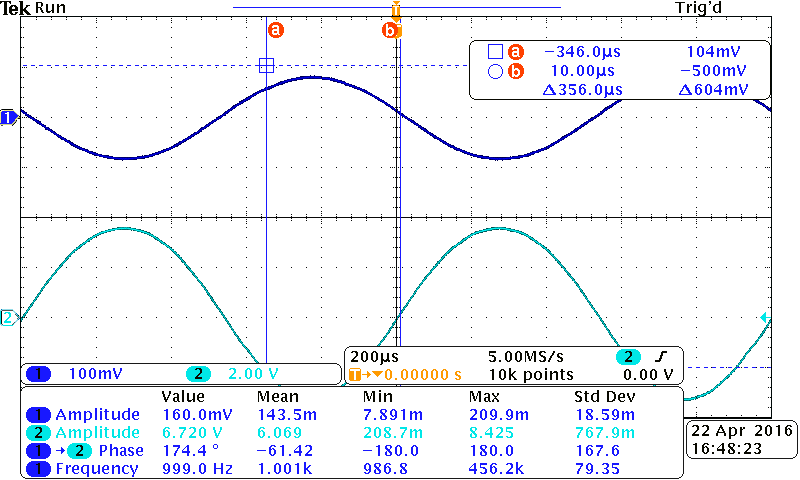 Tek Run Trig'd
T
a b
a −346.0µs 104mV
b 10.00µs −500mV
Δ356.0µs Δ604mV
1
2
1 100mV 2 2.00 V
200µs 5.00MS/s 2
T→▼0.00000 s 10k points 0.00 V
Value Mean Min Max Std Dev
1 Amplitude 160.0mV 143.5m 7.891m 209.9m 18.59m
2 Amplitude 6.720 V 6.069 208.7m 8.425 767.9m
1 → 2 Phase 174.4 ° −61.42 −180.0 180.0 167.6
1 Frequency 999.0 Hz 1.001k 986.8 456.2k 79.35
22 Apr 2016
16:48:23